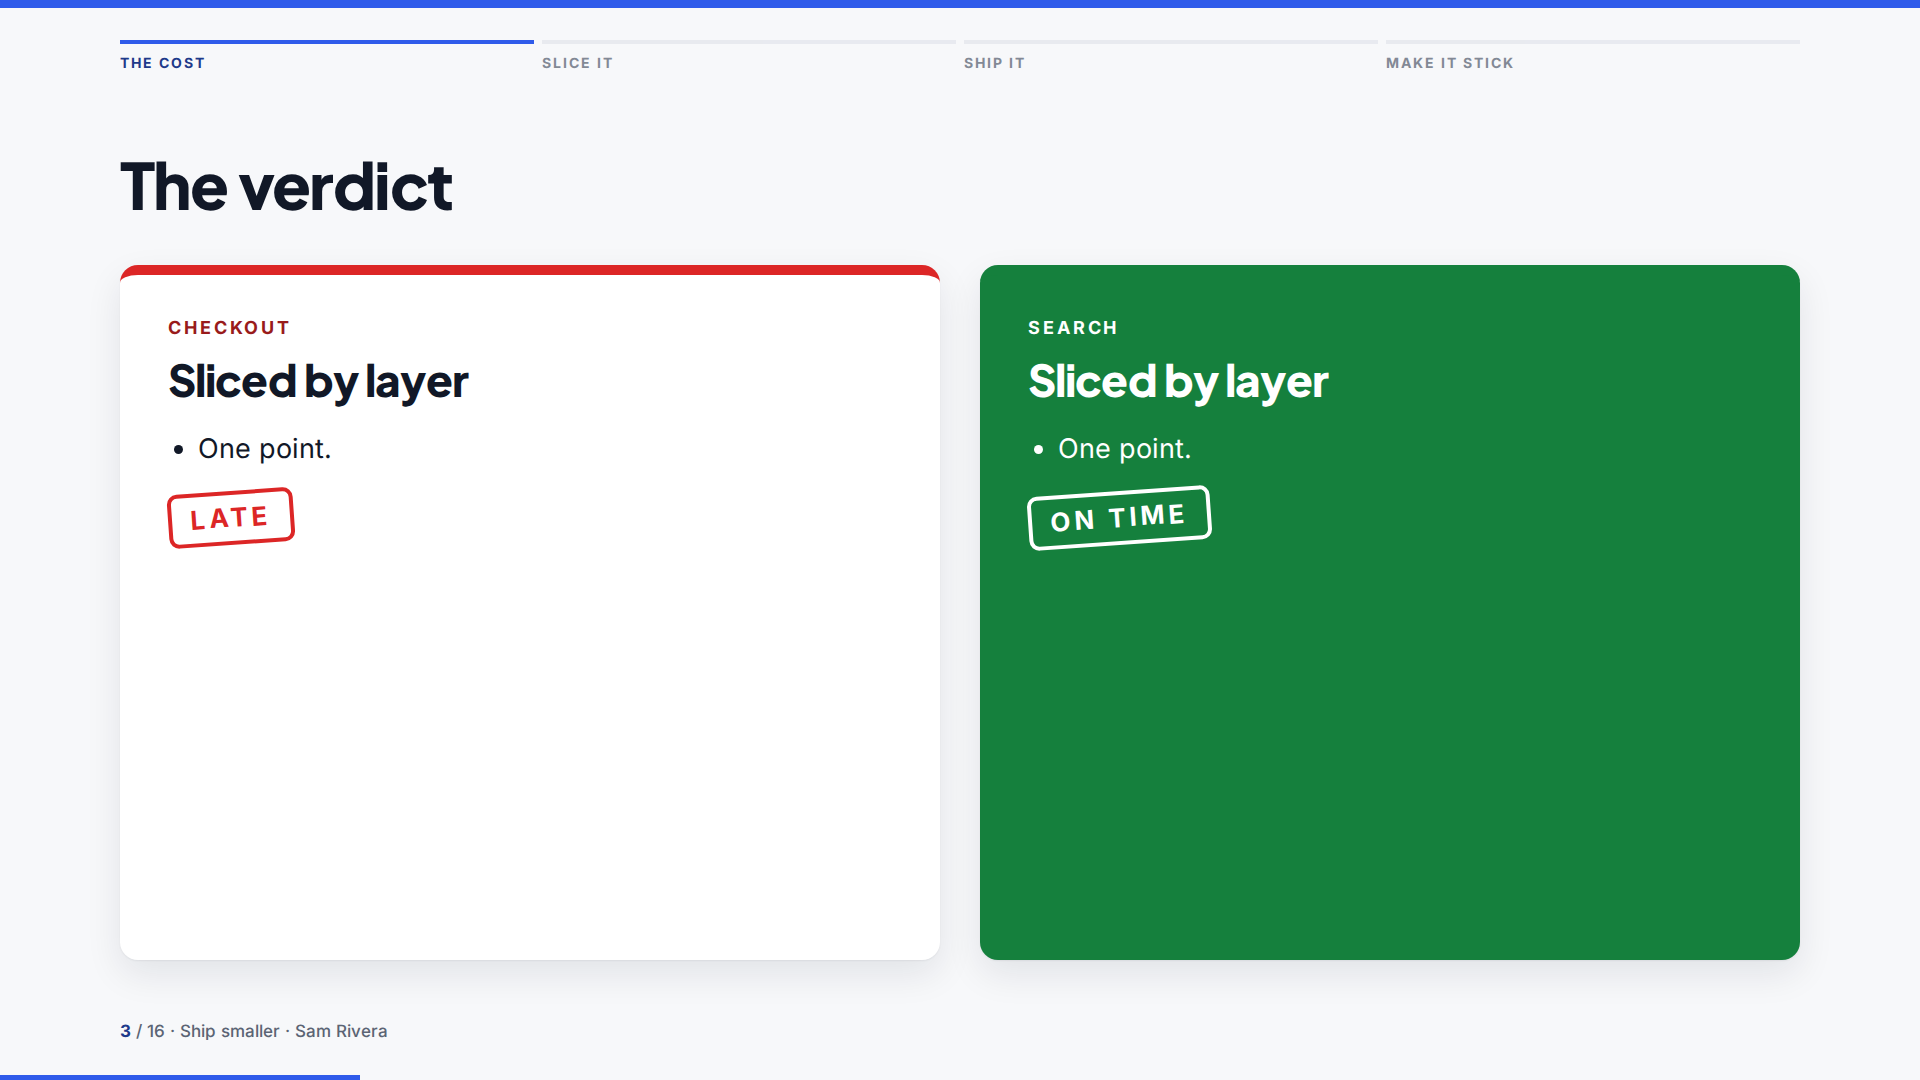 THE COST
SLICE IT
SHIP IT
MAKE IT STICK
The verdict
CHECKOUT
Sliced by layer
• One point.
LATE
SEARCH
Sliced by layer
• One point.
ON TIME
3 / 16 · Ship smaller · Sam Rivera